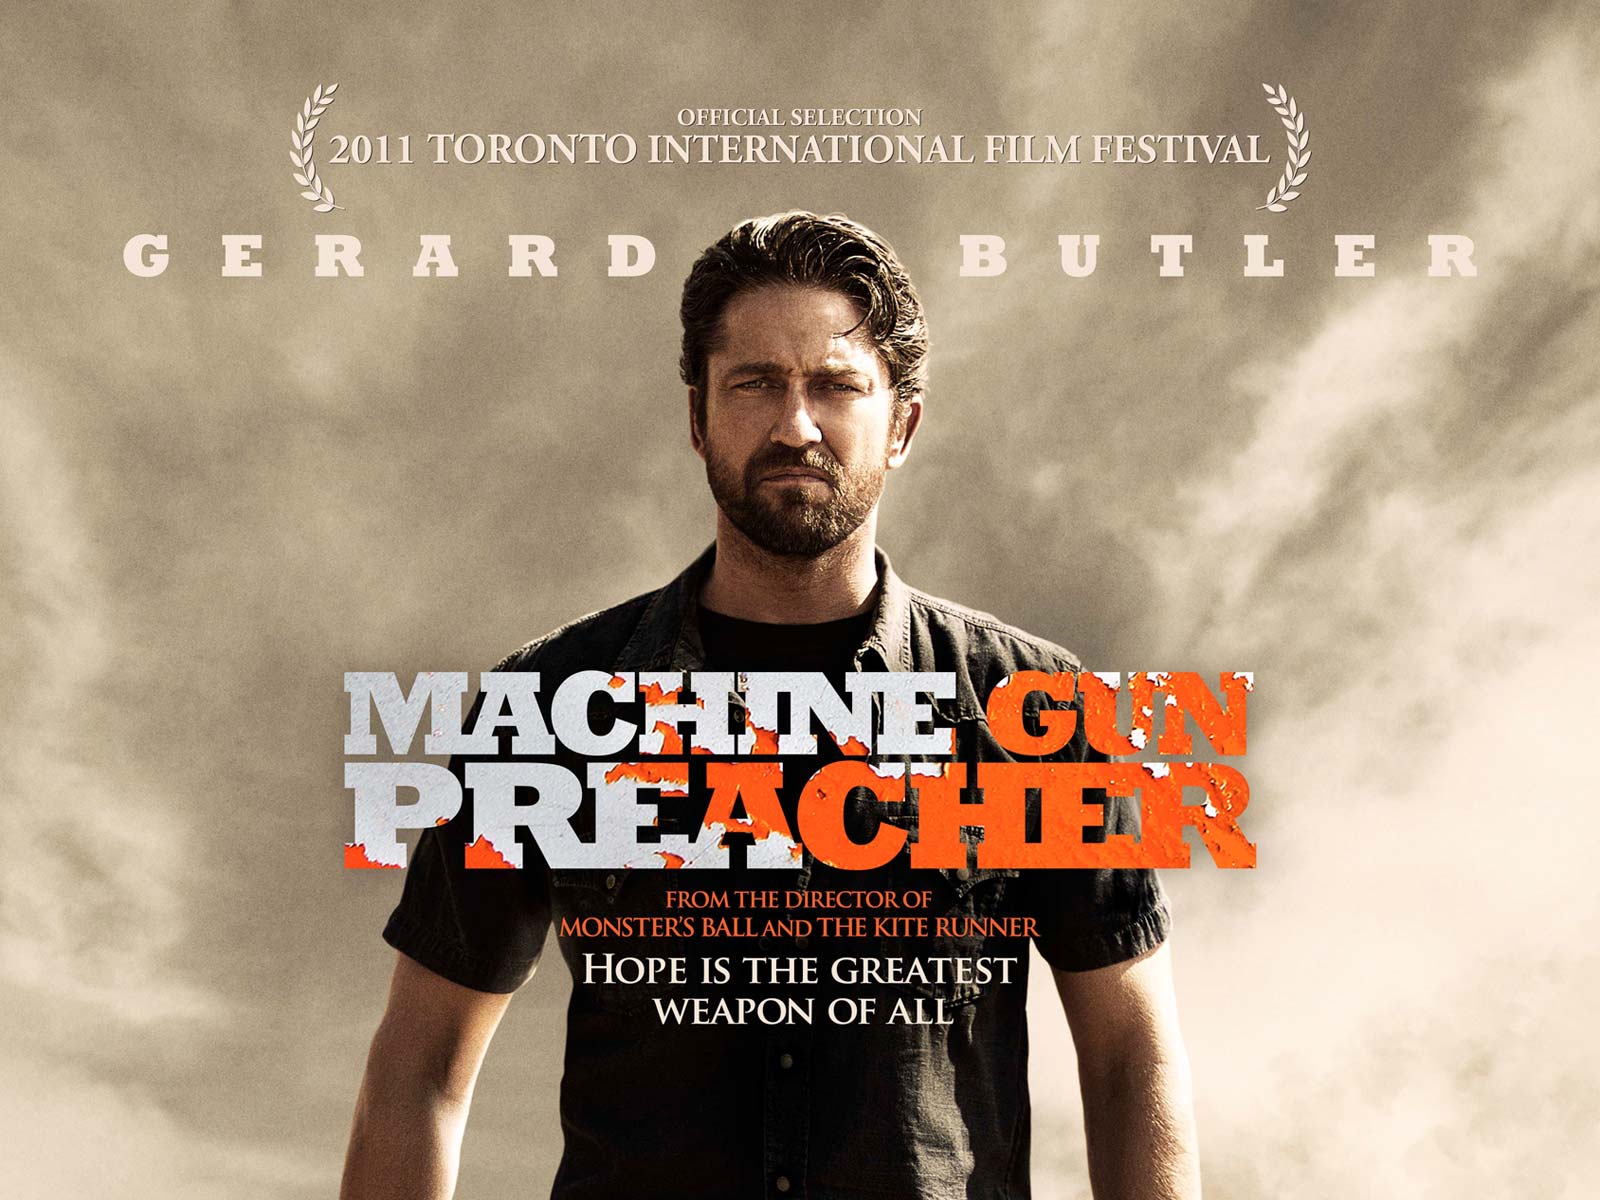 OFFICIAL SELECTION
2011 TORONTO INTERNATIONAL FILM FESTIVAL
GERARD BUTLER
MACHINE GUN
PREACHER
FROM THE DIRECTOR OF
MONSTER'S BALL AND THE KITE RUNNER
HOPE IS THE GREATEST
WEAPON OF ALL